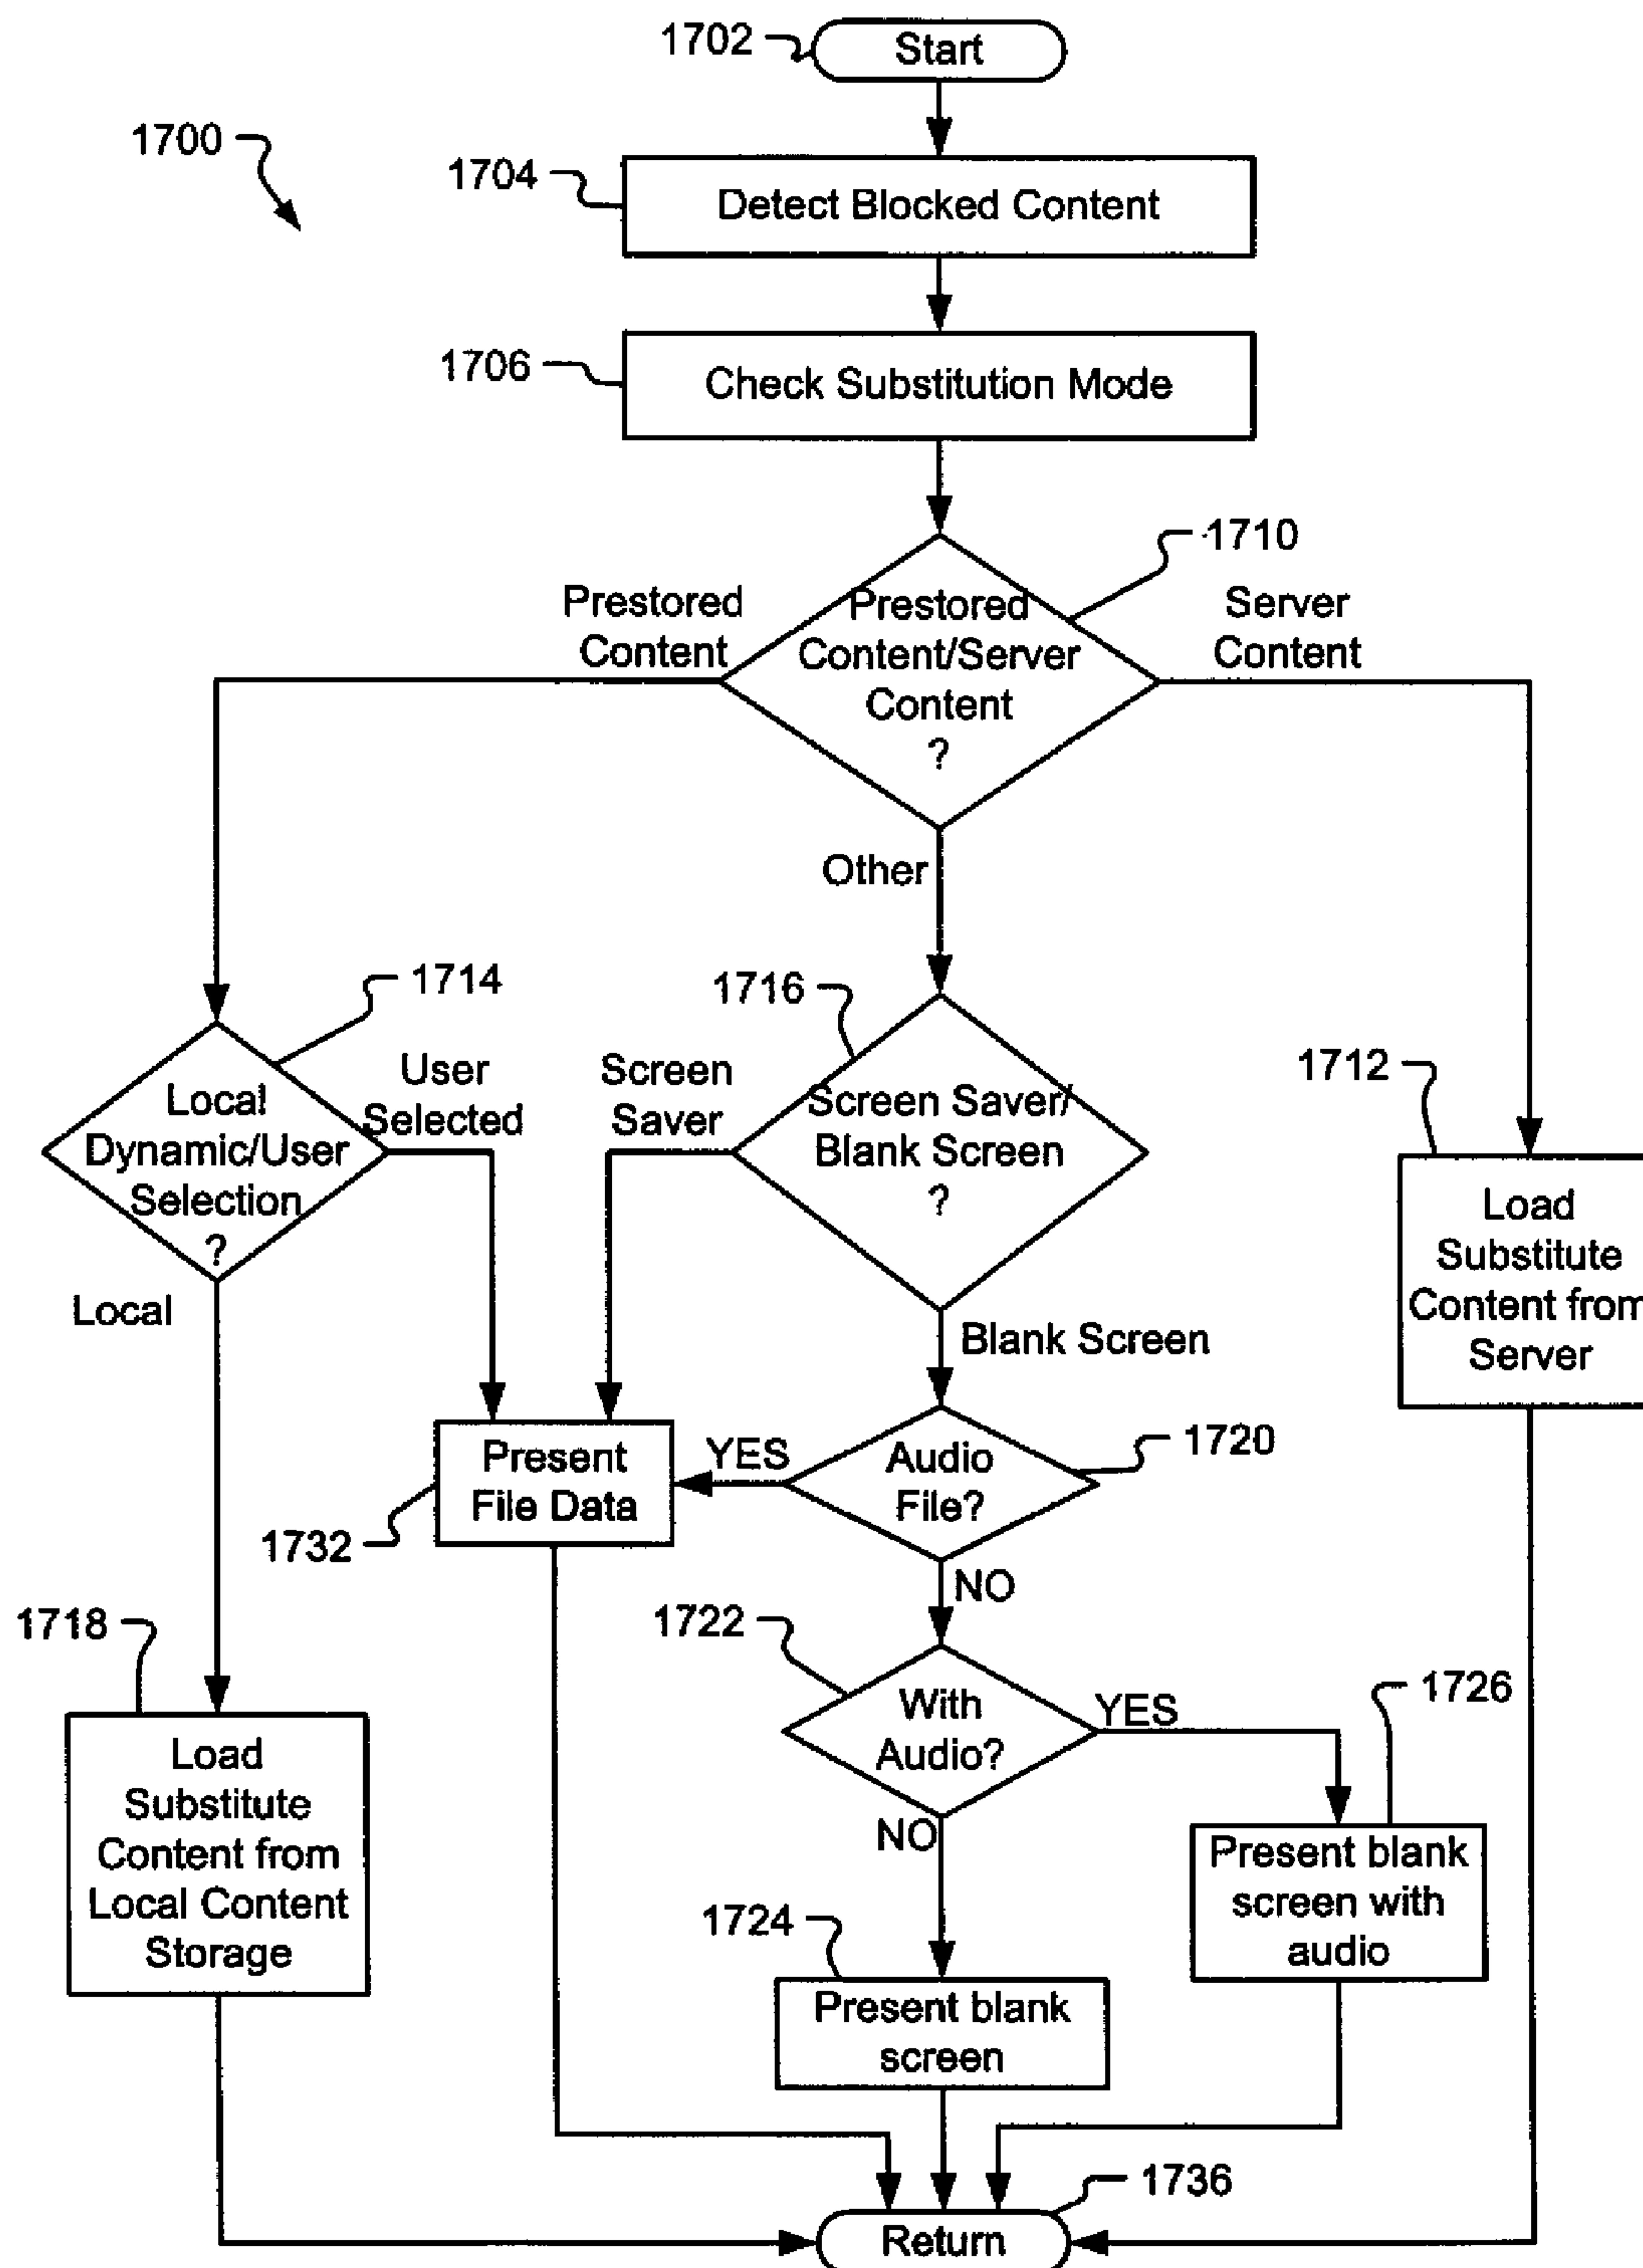 1702
Start
1700
1704
Detect Blocked Content
1706
Check Substitution Mode
1710
Prestored
Content
Prestored
Content/Server
Content
?
Server
Content
Other
1714
1716
User
Selected
Screen
Saver
1712
Local
Dynamic/User
Selection
?
Screen Saver/
Blank Screen
?
Load
Substitute
Content from
Server
Local
Blank Screen
1720
Present
File Data
YES
Audio
File?
1732
NO
1718
1722
With
Audio?
YES
1726
Load
Substitute
Content from
Local Content
Storage
NO
Present blank
screen with
audio
1724
Present blank
screen
1736
Return